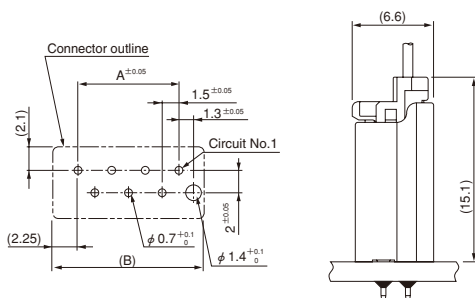 Connector outline
A±0.05
1.5±0.05
1.3±0.05
(2.1)
Circuit No.1
2±0.05
(2.25)
(B)
φ0.7+0.1 0
φ1.4+0.1 0
(6.6)
(15.1)